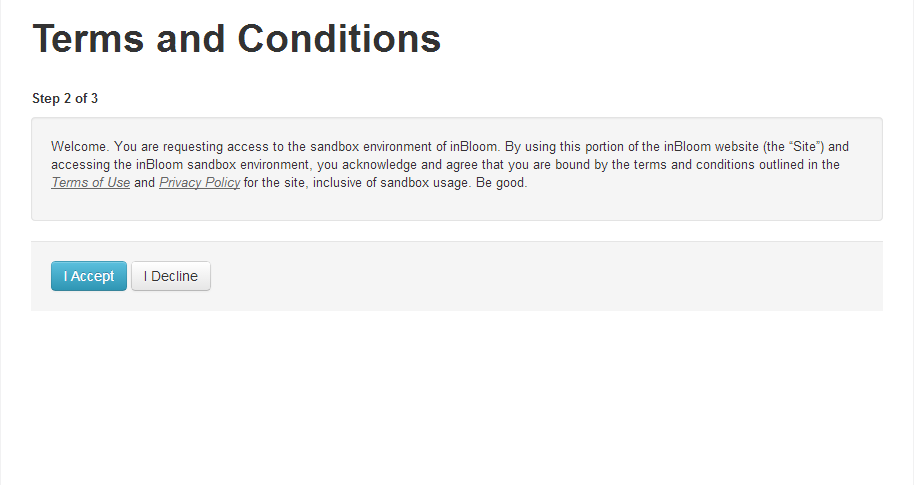 Terms and Conditions
Step 2 of 3
Welcome. You are requesting access to the sandbox environment of inBloom. By using this portion of the inBloom website (the “Site”) and
accessing the inBloom sandbox environment, you acknowledge and agree that you are bound by the terms and conditions outlined in the
Terms of Use and Privacy Policy for the site, inclusive of sandbox usage. Be good.
I Accept I Decline